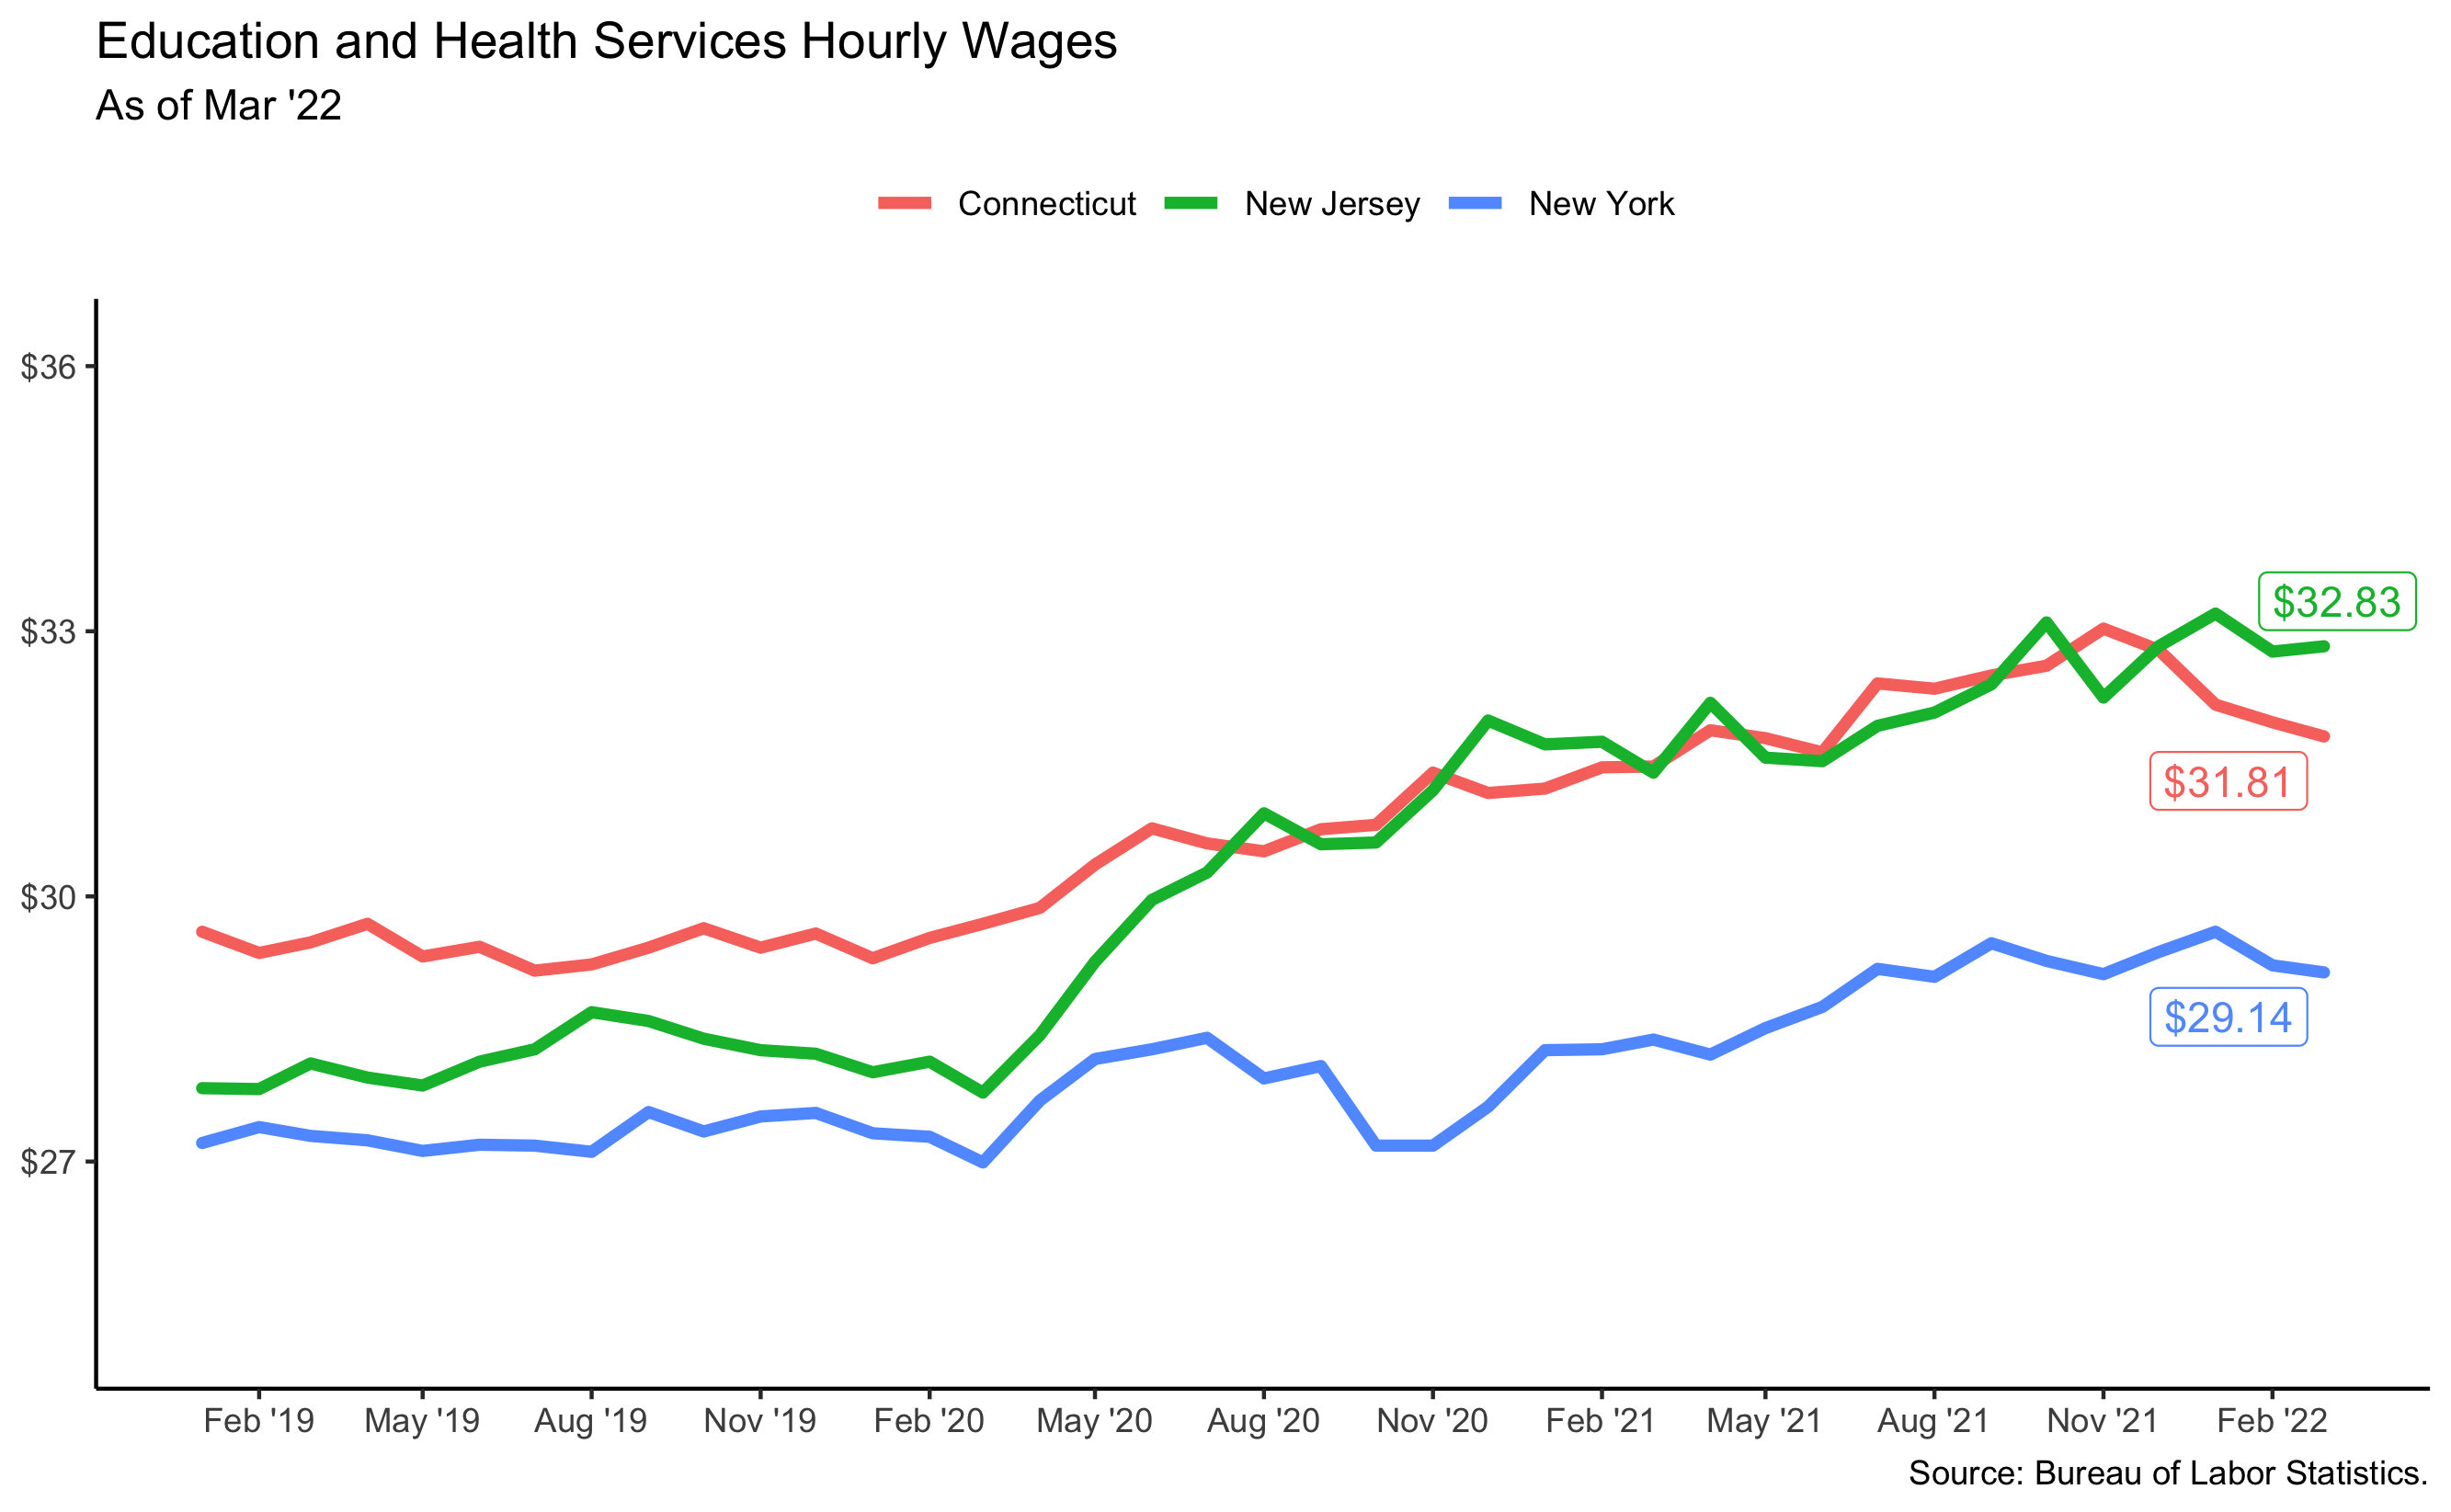 Education and Health Services Hourly Wages
As of Mar '22
Connecticut New Jersey New York
$36
$33
$30
$27
$32.83
$31.81
$29.14
Feb '19 May '19 Aug '19 Nov '19 Feb '20 May '20 Aug '20 Nov '20 Feb '21 May '21 Aug '21 Nov '21 Feb '22
Source: Bureau of Labor Statistics.